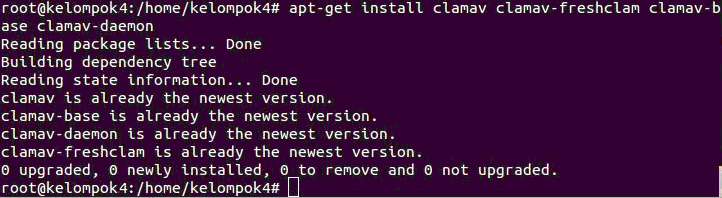 root@kelompok4:/home/kelompok4# apt-get install clamav clamav-freshclam clamav-b
ase clamav-daemon
Reading package lists... Done
Building dependency tree
Reading state information... Done
clamav is already the newest version.
clamav-base is already the newest version.
clamav-daemon is already the newest version.
clamav-freshclam is already the newest version.
0 upgraded, 0 newly installed, 0 to remove and 0 not upgraded.
root@kelompok4:/home/kelompok4#